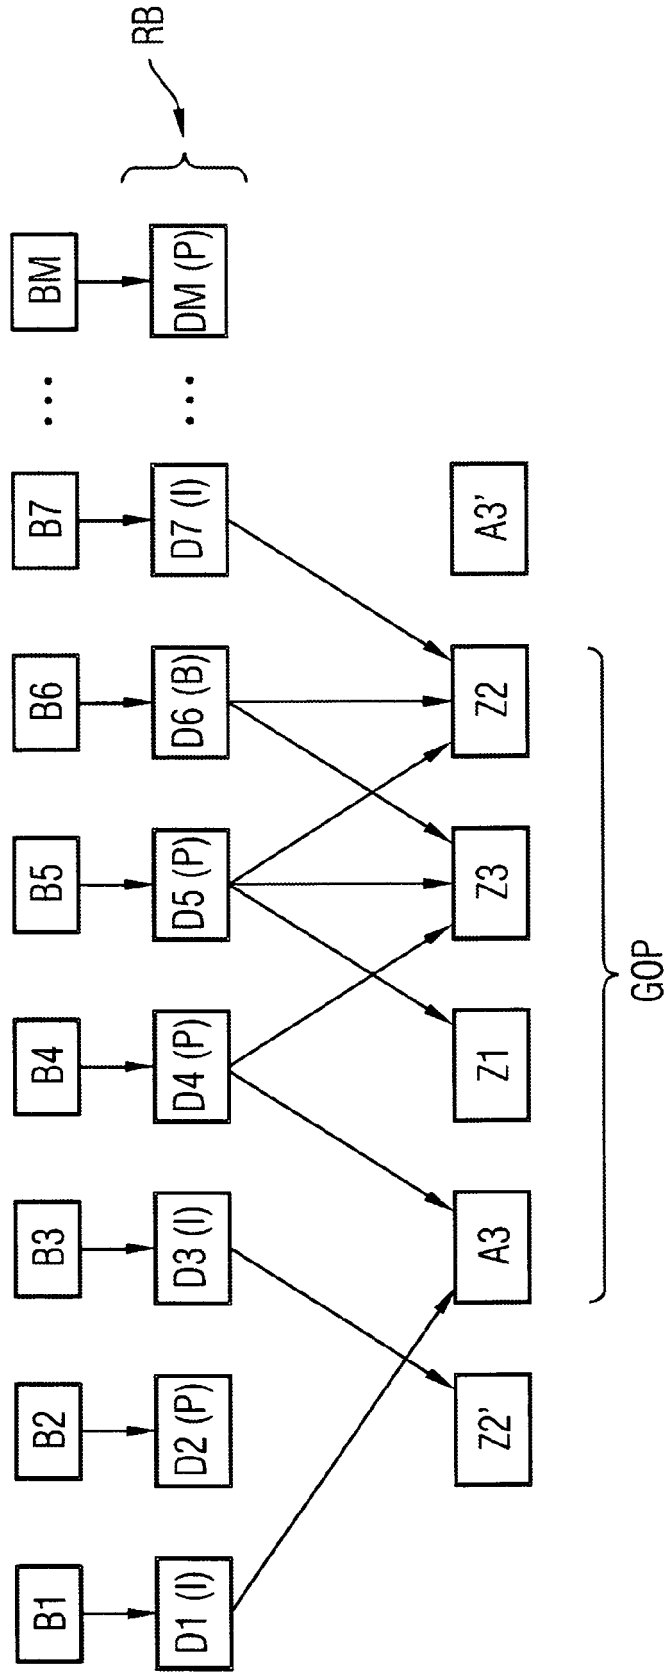 B1 B2 B3 B4 B5 B6 B7 ... BM
D1 (I) D2 (P) D3 (I) D4 (P) D5 (P) D6 (B) D7 (I) ... DM (P)
RB
Z2' A3 Z1 Z3 Z2 A3'
GOP